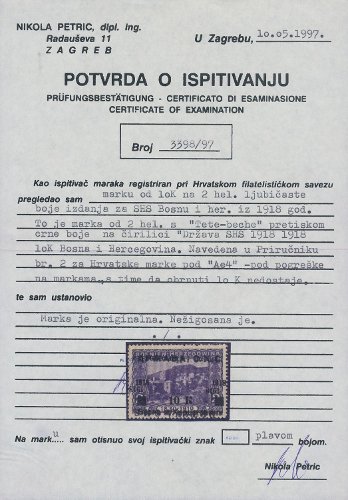 NIKOLA PETRIC, dipl. ing.
Radauševa 11
Z A G R E B
U Zagrebu, 10.05.1997.
POTVRDA O ISPITIVANJU
PRÜFUNGSBESTÄTIGUNG - CERTIFICATO DI ESAMINASIONE
CERTIFICATE OF EXAMINATION
Broj 3398/97
Kao ispitivač maraka registriran pri Hrvatskom filatelističkom savezu
pregledao sam marku od 10K na 2 hel. ljubičaste
boje izdanja za SHS Bosnu i her. iz 1918 god.
To je marka od 2 hel. s "Tete-beche" pretiskom
crne boje na čirilici "Država SHS 1918 1918
10K Bosna i Hercegovina. Navedena u Priručniku
br. 2 za Hrvatske marke pod "Ae4" -pod pogreške
na markama, s time da obrnuti 10 K nedostaje.
te sam ustanovio
Marka je originalna. Nežigosana je.
./.
10 K
Na mark u sam otisnuo svoj ispitivački znak plavom bojom.
Nikola Petric